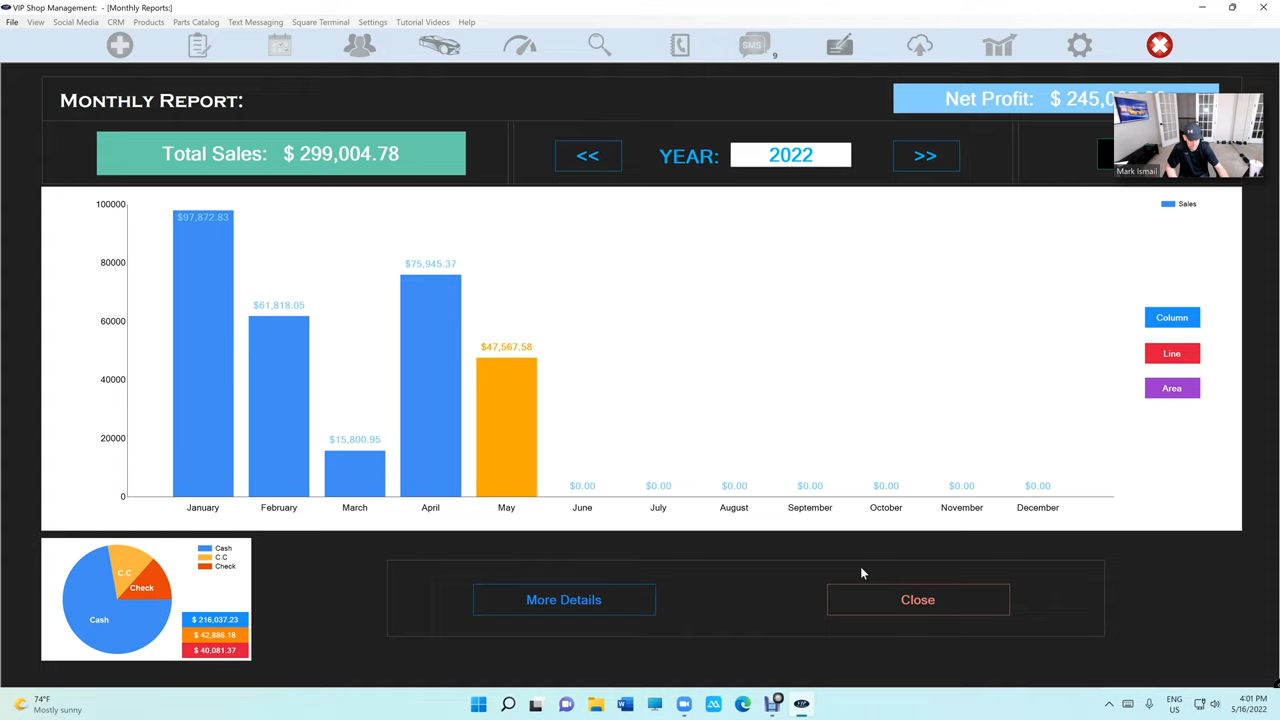 VIP Shop Management: - [Monthly Reports:]
File View Social Media CRM Products Parts Catalog Text Messaging Square Terminal Settings Tutorial Videos Help
SMS 9
MONTHLY REPORT:
Net Profit: $ 245,0
Total Sales: $ 299,004.78
<< YEAR: 2022 >>
Mark Ismail
100000
80000
60000
40000
20000
0
$97,872.83
$61,818.05
$15,800.95
$75,945.37
$47,567.58
$0.00 $0.00 $0.00 $0.00 $0.00 $0.00 $0.00
January February March April May June July August September October November December
Sales
Column
Line
Area
C.C
Check
Cash
Cash
C.C
Check
$ 216,037.23
$ 42,886.18
$ 40,081.37
More Details
Close
74°F
Mostly sunny
ENG
US
4:01 PM
5/16/2022